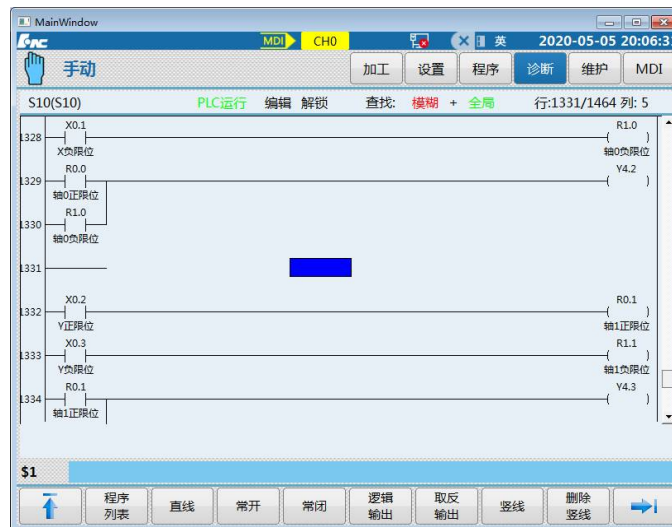 MainWindow
MDI CH0 英 2020-05-05 20:06:3
手动 加工 设置 程序 诊断 维护 MDI
S10(S10) PLC运行 编辑 解锁 查找: 模糊 + 全局 行:1331/1464 列: 5
X0.1 R1.0
1328
X负限位 轴0负限位
R0.0 Y4.2
1329
轴0正限位
R1.0
1330
轴0负限位
1331
X0.2 R0.1
1332
Y正限位 轴1正限位
X0.3 R1.1
1333
Y负限位 轴1负限位
R0.1 Y4.3
1334
轴1正限位
$1
程序列表 直线 常开 常闭 逻辑输出 取反输出 竖线 删除竖线